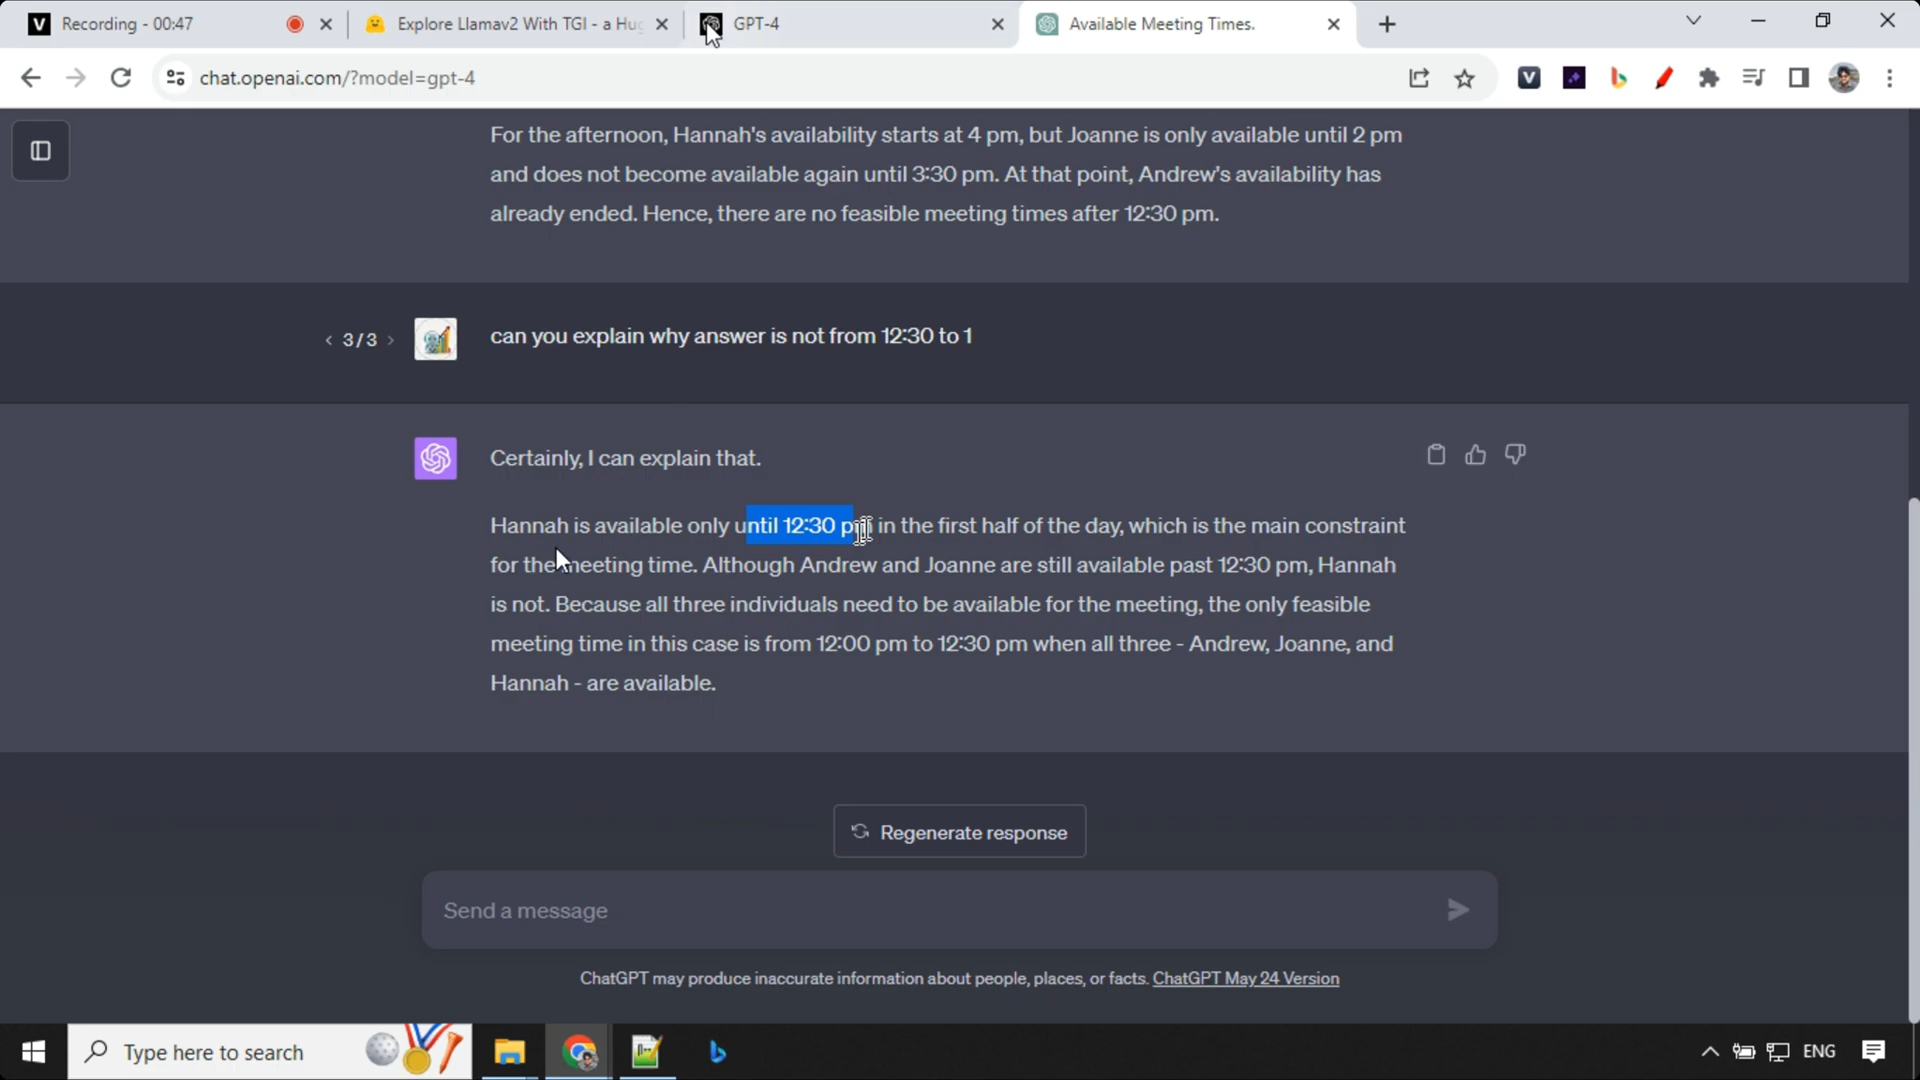 Recording - 00:47
Explore Llamav2 With TGI - a Hug
GPT-4
Available Meeting Times.
chat.openai.com/?model=gpt-4
For the afternoon, Hannah's availability starts at 4 pm, but Joanne is only available until 2 pm
and does not become available again until 3:30 pm. At that point, Andrew's availability has
already ended. Hence, there are no feasible meeting times after 12:30 pm.
3/3
can you explain why answer is not from 12:30 to 1
Certainly, I can explain that.
Hannah is available only until 12:30 pm in the first half of the day, which is the main constraint
for the meeting time. Although Andrew and Joanne are still available past 12:30 pm, Hannah
is not. Because all three individuals need to be available for the meeting, the only feasible
meeting time in this case is from 12:00 pm to 12:30 pm when all three - Andrew, Joanne, and
Hannah - are available.
Regenerate response
Send a message
ChatGPT may produce inaccurate information about people, places, or facts. ChatGPT May 24 Version
Type here to search
ENG